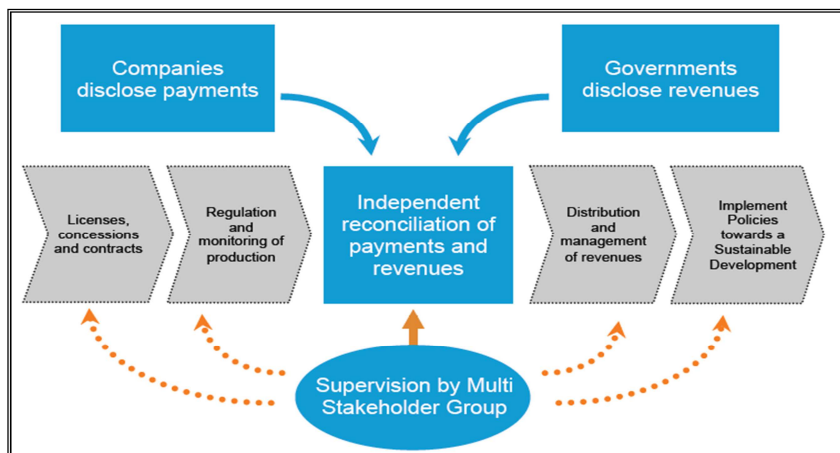 Companies
disclose payments
Governments
disclose revenues
Licenses,
concessions
and contracts
Regulation
and
monitoring of
production
Independent
reconciliation of
payments and
revenues
Distribution
and
management
of revenues
Implement
Policies
towards a
Sustainable
Development
Supervision by Multi
Stakeholder Group